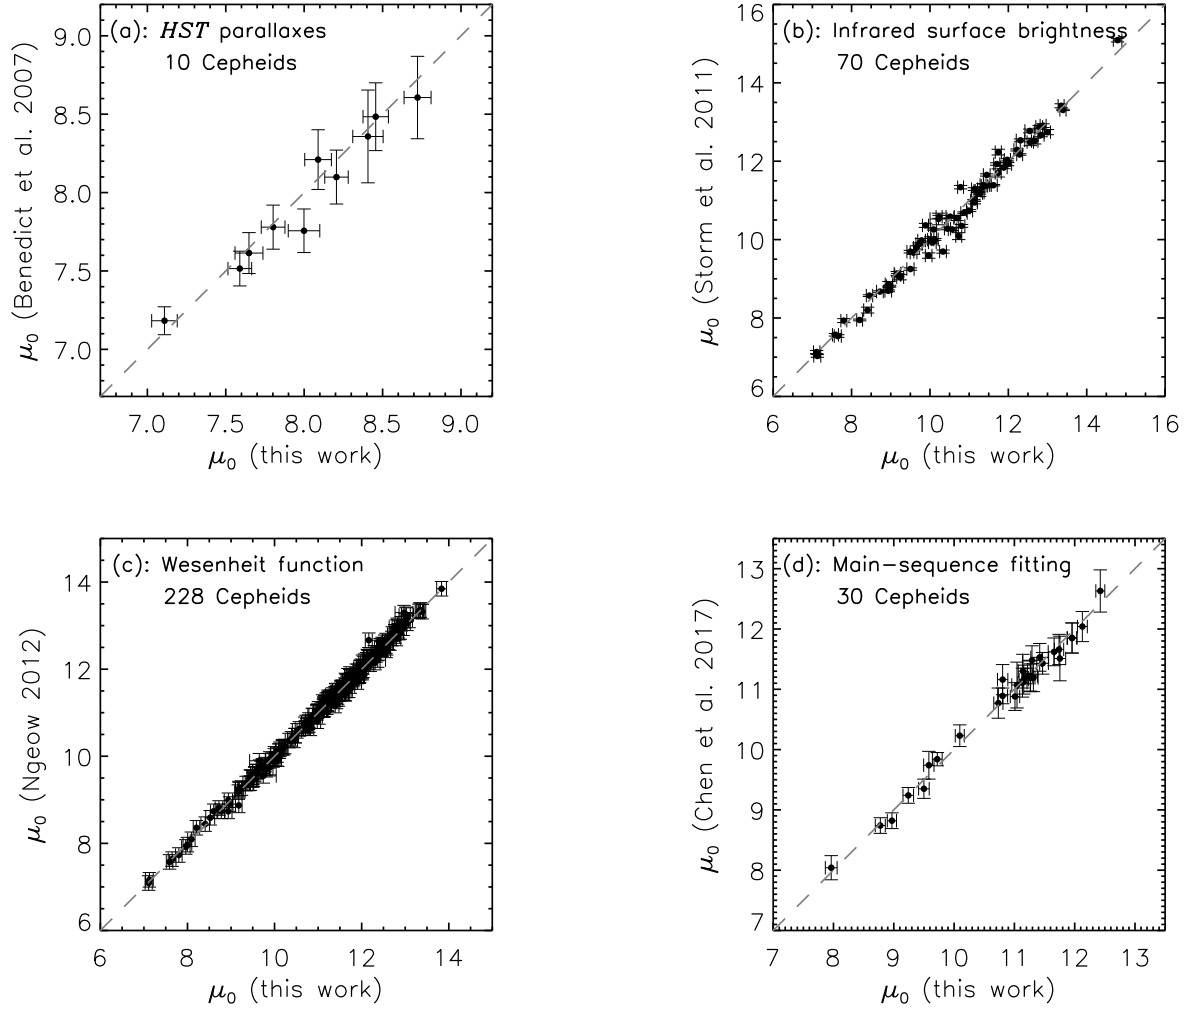 (a): HST parallaxes
10 Cepheids
μ₀ (Benedict et al. 2007)
9.0
8.5
8.0
7.5
7.0
7.0 7.5 8.0 8.5 9.0
μ₀ (this work)
(b): Infrared surface brightness
70 Cepheids
μ₀ (Storm et al. 2011)
16
14
12
10
8
6
6 8 10 12 14 16
μ₀ (this work)
(c): Wesenheit function
228 Cepheids
μ₀ (Ngeow 2012)
14
12
10
8
6
6 8 10 12 14
μ₀ (this work)
(d): Main-sequence fitting
30 Cepheids
μ₀ (Chen et al. 2017)
13
12
11
10
9
8
7
7 8 9 10 11 12 13
μ₀ (this work)